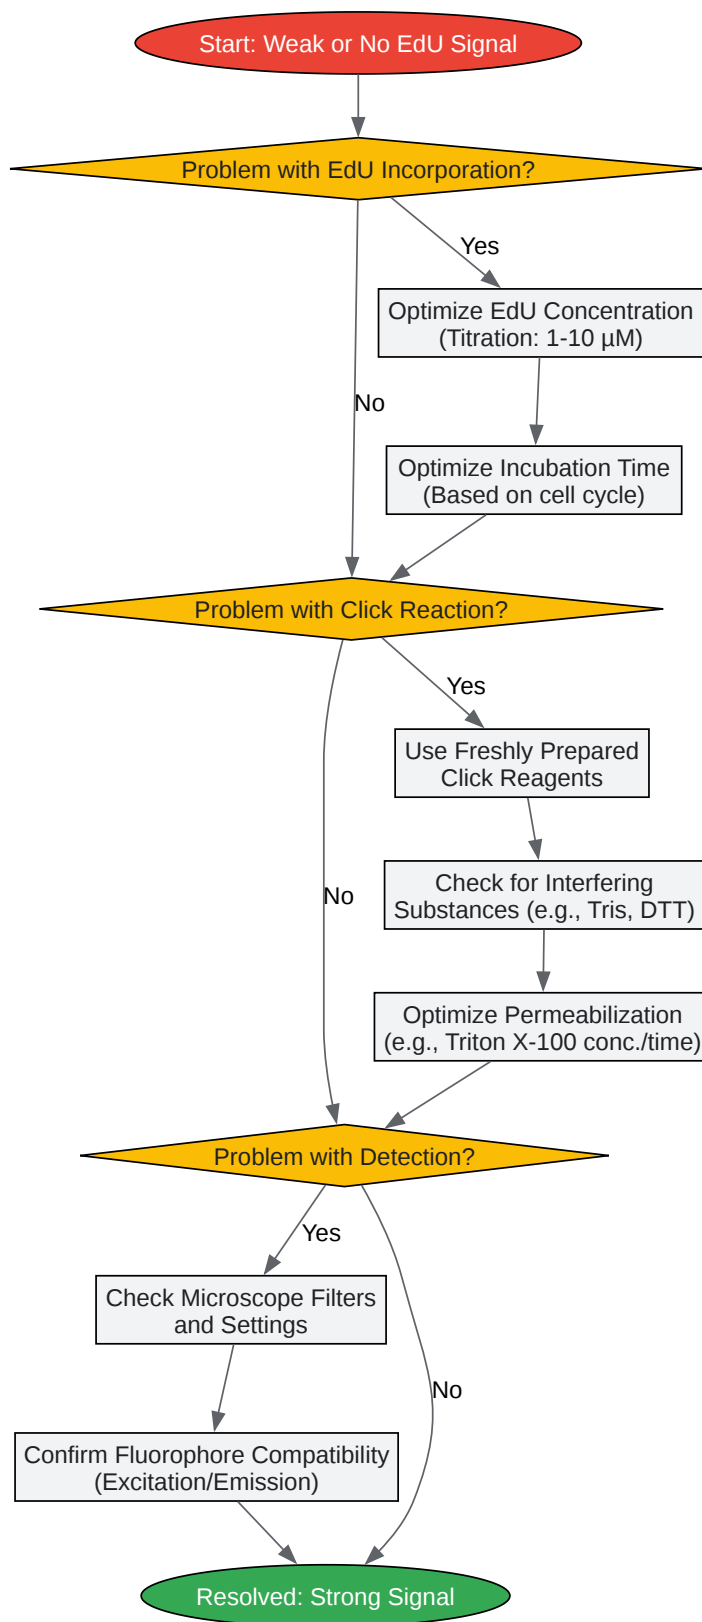 Start: Weak or No EdU Signal
Problem with EdU Incorporation?
Yes
Optimize EdU Concentration
(Titration: 1-10 µM)
No
Optimize Incubation Time
(Based on cell cycle)
Problem with Click Reaction?
Yes
Use Freshly Prepared
Click Reagents
No
Check for Interfering
Substances (e.g., Tris, DTT)
Optimize Permeabilization
(e.g., Triton X-100 conc./time)
Problem with Detection?
Yes
Check Microscope Filters
and Settings
No
Confirm Fluorophore Compatibility
(Excitation/Emission)
Resolved: Strong Signal